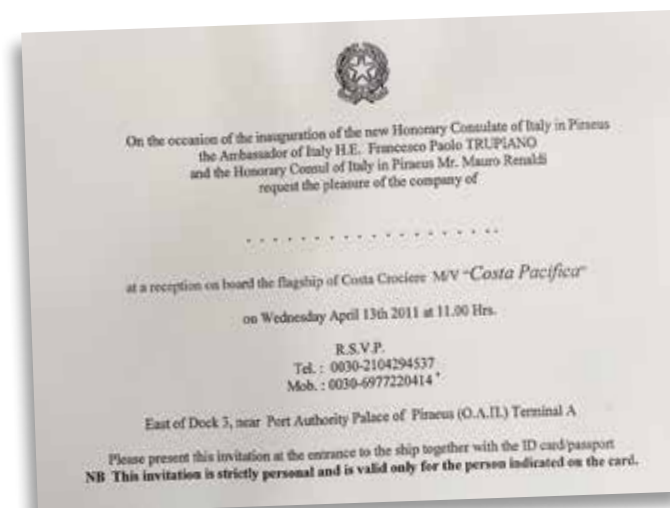 On the occasion of the inauguration of the new Honorary Consulate of Italy in Piraeus
the Ambassador of Italy H.E. Francesco Paolo TRUPIANO
and the Honorary Consul of Italy in Piraeus Mr. Mauro Renaldi
request the pleasure of the company of
. . . . . . . . . . . . . . . . . . .
at a reception on board the flagship of Costa Crociere M/V "Costa Pacifica"
on Wednesday April 13th 2011 at 11.00 Hrs.
R.S.V.P.
Tel. : 0030-2104294537
Mob. : 0030-6977220414
East of Dock 3, near Port Authority Palace of Piraeus (O.Λ.Π.) Terminal A
Please present this invitation at the entrance to the ship together with the ID card/passport
NB This invitation is strictly personal and is valid only for the person indicated on the card.